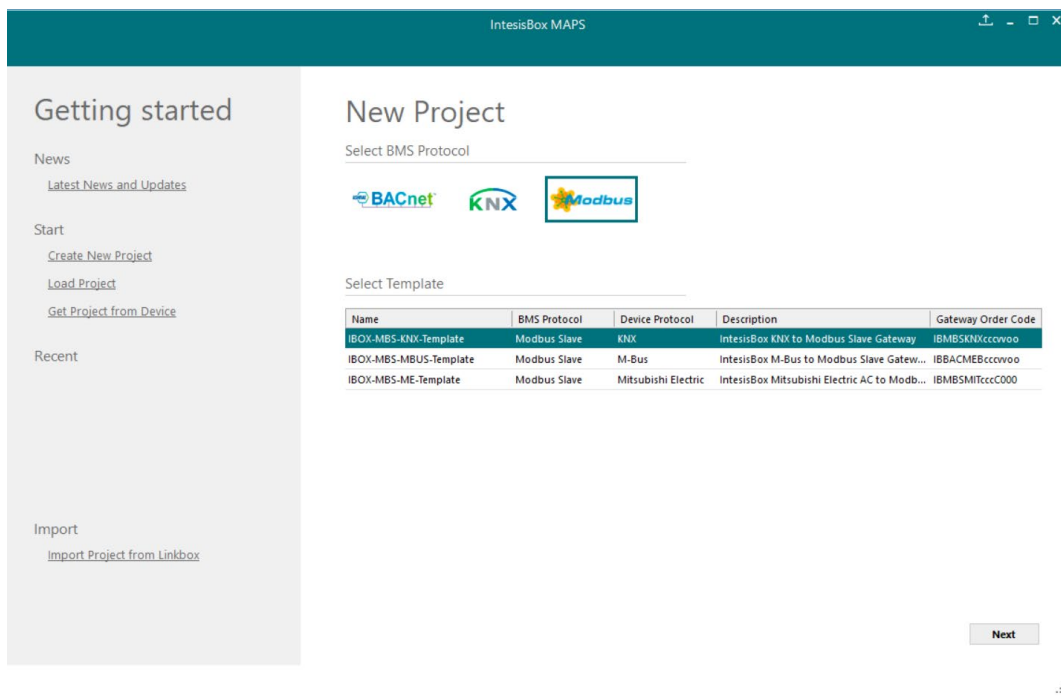 IntesisBox MAPS
Getting started
News
Latest News and Updates
Start
Create New Project
Load Project
Get Project from Device
Recent
Import
Import Project from Linkbox
New Project
Select BMS Protocol
BACnet
KNX
Modbus
Select Template
Name BMS Protocol Device Protocol Description Gateway Order Code
IBOX-MBS-KNX-Template Modbus Slave KNX IntesisBox KNX to Modbus Slave Gateway IBMBSKNXcccvvoo
IBOX-MBS-MBUS-Template Modbus Slave M-Bus IntesisBox M-Bus to Modbus Slave Gatew... IBBACMEBcccvvoo
IBOX-MBS-ME-Template Modbus Slave Mitsubishi Electric IntesisBox Mitsubishi Electric AC to Modb... IBMBSMITcccC000
Next